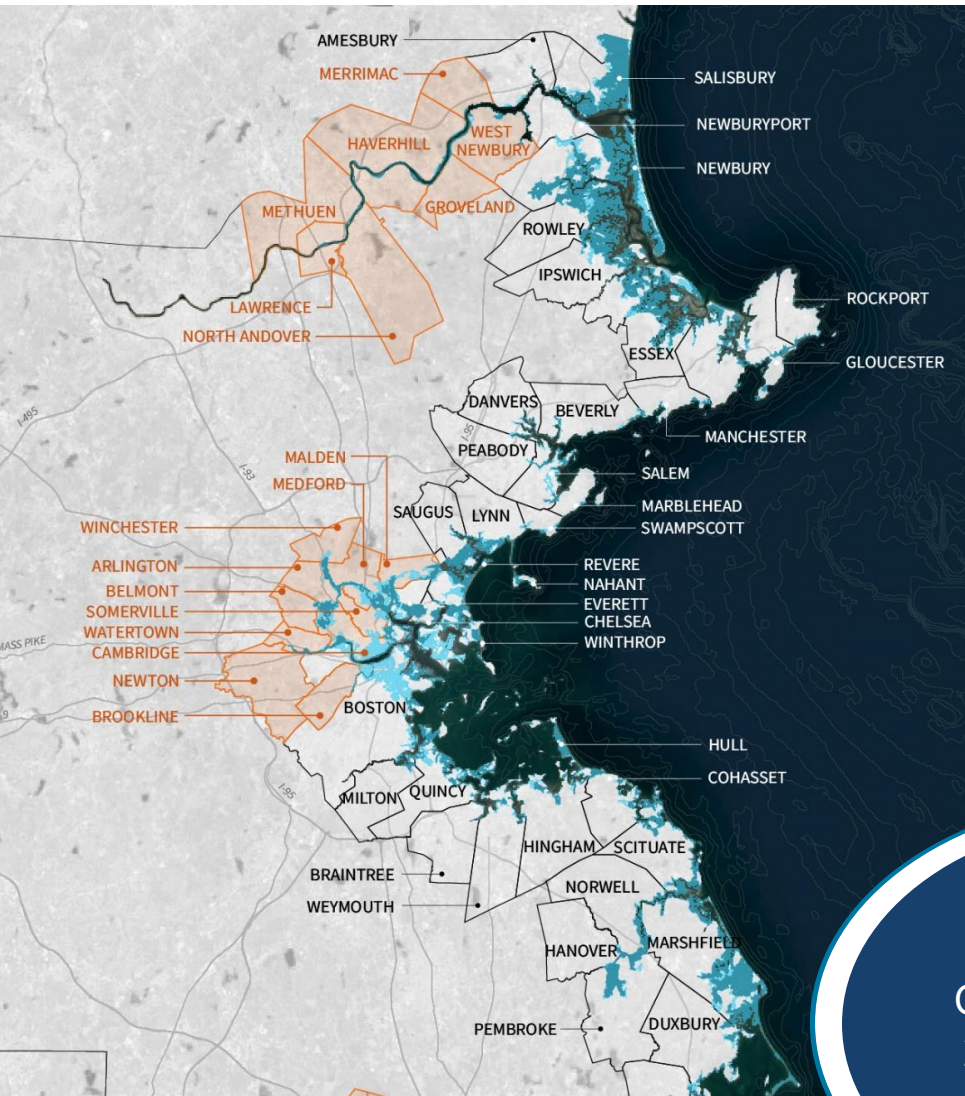 AMESBURY
MERRIMAC
SALISBURY
NEWBURYPORT
WEST
NEWBURY
HAVERHILL
NEWBURY
METHUEN
GROVELAND
ROWLEY
IPSWICH
LAWRENCE
ROCKPORT
NORTH ANDOVER
ESSEX
GLOUCESTER
I-495
DANVERS
BEVERLY
I-95
MANCHESTER
PEABODY
MALDEN
I-93
SALEM
MEDFORD
MARBLEHEAD
SAUGUS
LYNN
WINCHESTER
SWAMPSCOTT
ARLINGTON
REVERE
NAHANT
BELMONT
EVERETT
SOMERVILLE
CHELSEA
WATERTOWN
WINTHROP
MASS PIKE
CAMBRIDGE
NEWTON
BOSTON
9
BROOKLINE
HULL
COHASSET
I-95
MILTON
QUINCY
HINGHAM
SCITUATE
BRAINTREE
NORWELL
WEYMOUTH
HANOVER
MARSHFIELD
PEMBROKE
DUXBURY